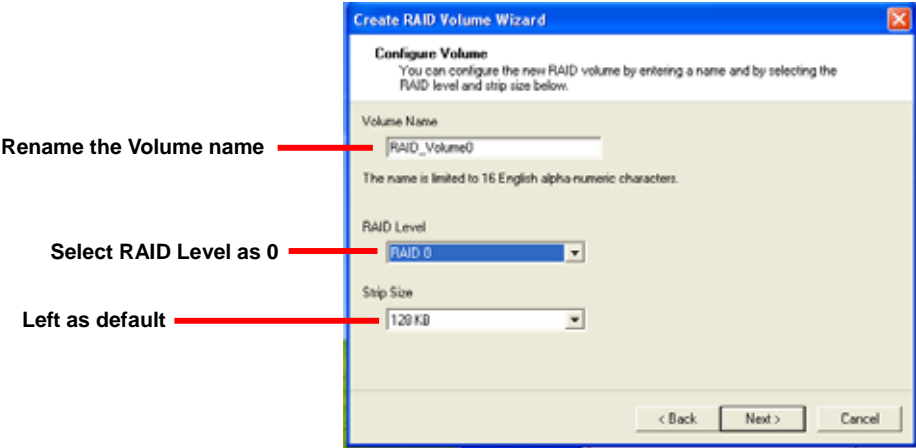 Create RAID Volume Wizard
Configure Volume
You can configure the new RAID volume by entering a name and by selecting the
RAID level and strip size below.
Volume Name
Rename the Volume name
RAID_Volume0
The name is limited to 16 English alpha-numeric characters.
RAID Level
Select RAID Level as 0
RAID 0
Strip Size
Left as default
128 KB
< Back
Next >
Cancel